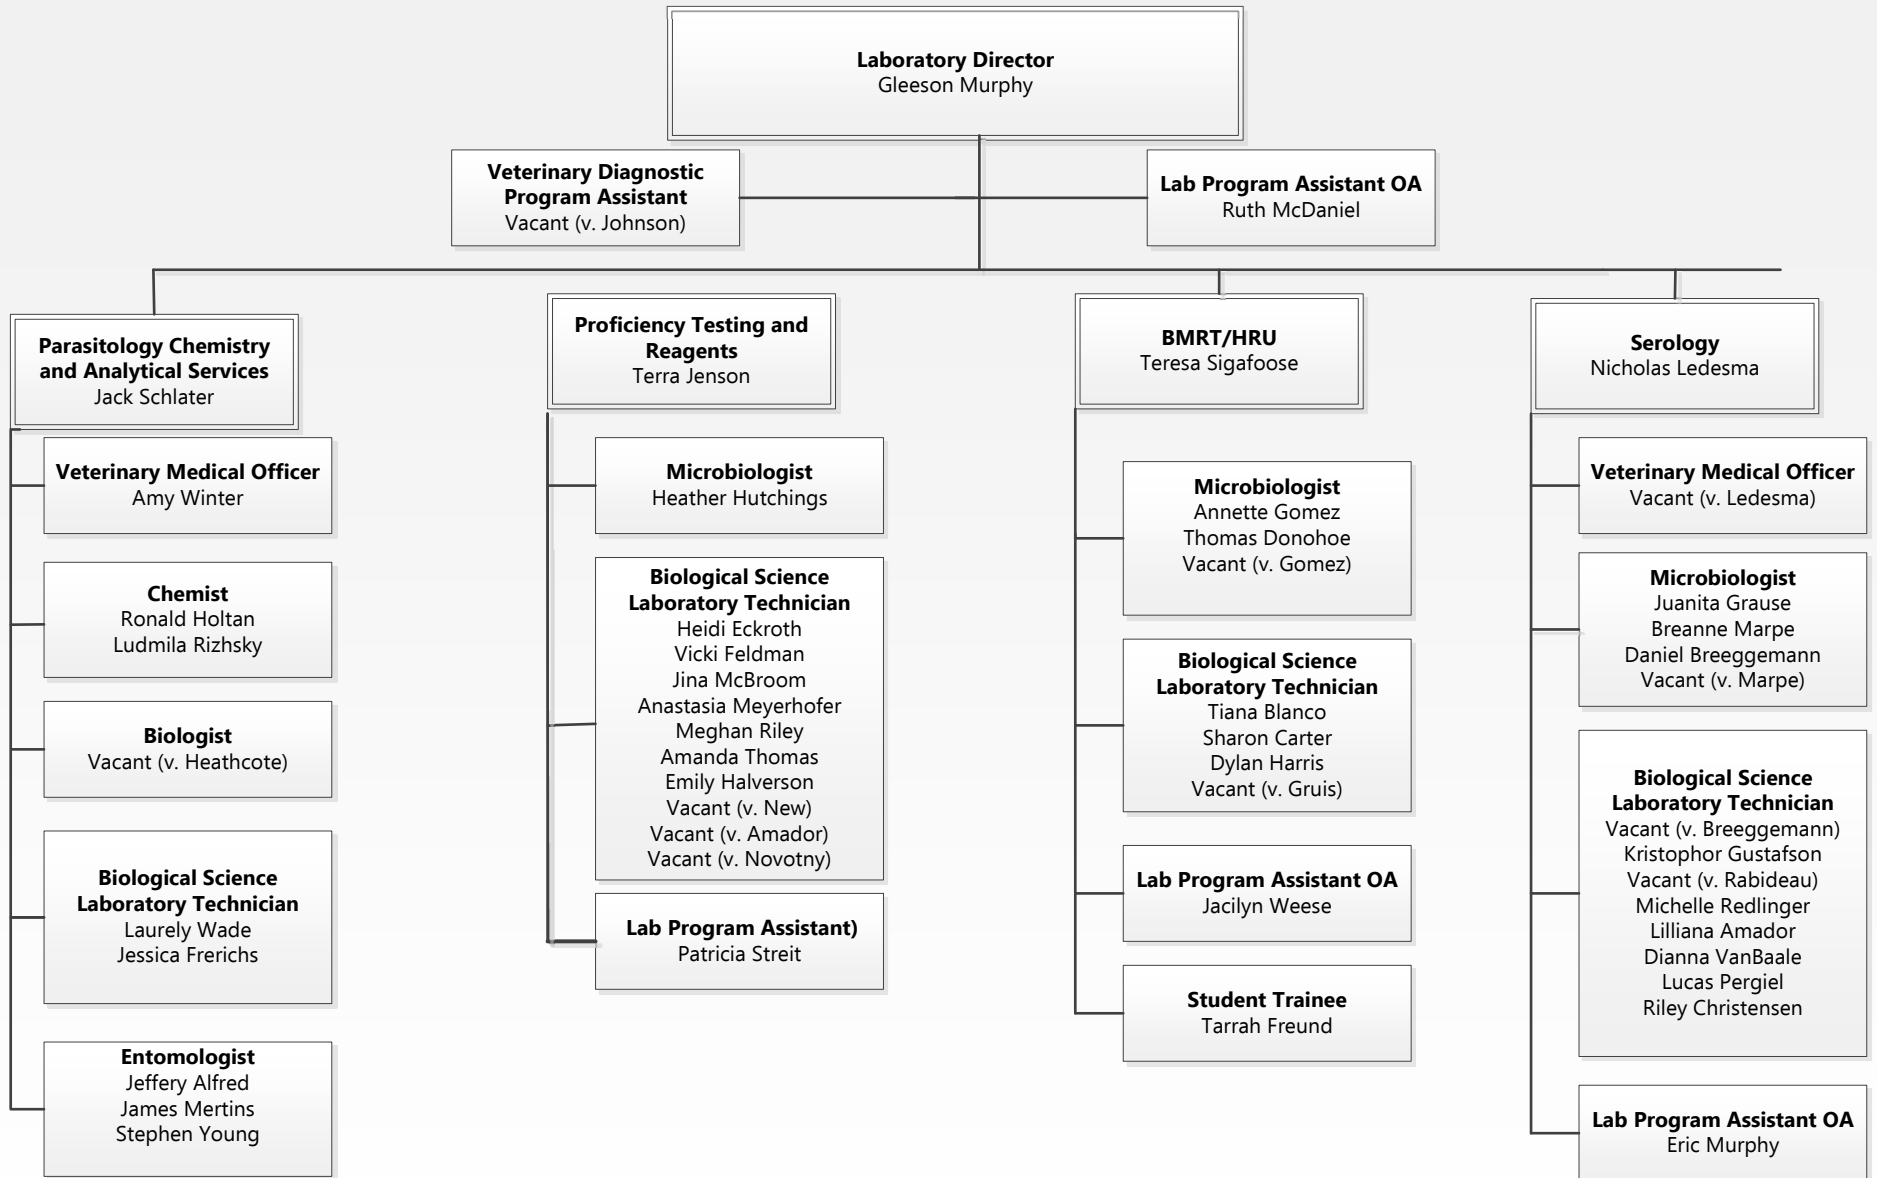 Laboratory Director
Gleeson Murphy
Veterinary Diagnostic
Program Assistant
Vacant (v. Johnson)
Lab Program Assistant OA
Ruth McDaniel
Parasitology Chemistry
and Analytical Services
Jack Schlater
Veterinary Medical Officer
Amy Winter
Chemist
Ronald Holtan
Ludmila Rizhsky
Biologist
Vacant (v. Heathcote)
Biological Science
Laboratory Technician
Laurely Wade
Jessica Frerichs
Entomologist
Jeffery Alfred
James Mertins
Stephen Young
Proficiency Testing and
Reagents
Terra Jenson
Microbiologist
Heather Hutchings
Biological Science
Laboratory Technician
Heidi Eckroth
Vicki Feldman
Jina McBroom
Anastasia Meyerhofer
Meghan Riley
Amanda Thomas
Emily Halverson
Vacant (v. New)
Vacant (v. Amador)
Vacant (v. Novotny)
Lab Program Assistant)
Patricia Streit
BMRT/HRU
Teresa Sigafoose
Microbiologist
Annette Gomez
Thomas Donohoe
Vacant (v. Gomez)
Biological Science
Laboratory Technician
Tiana Blanco
Sharon Carter
Dylan Harris
Vacant (v. Gruis)
Lab Program Assistant OA
Jacilyn Weese
Student Trainee
Tarrah Freund
Serology
Nicholas Ledesma
Veterinary Medical Officer
Vacant (v. Ledesma)
Microbiologist
Juanita Grause
Breanne Marpe
Daniel Breeggemann
Vacant (v. Marpe)
Biological Science
Laboratory Technician
Vacant (v. Breeggemann)
Kristophor Gustafson
Vacant (v. Rabideau)
Michelle Redlinger
Lilliana Amador
Dianna VanBaale
Lucas Pergiel
Riley Christensen
Lab Program Assistant OA
Eric Murphy